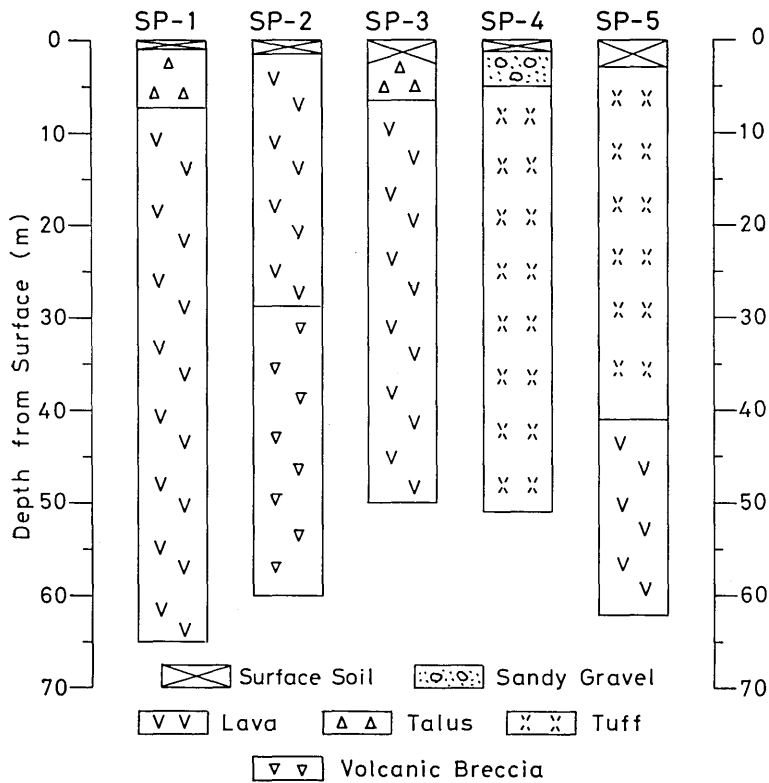 SP-1 SP-2 SP-3 SP-4 SP-5
0 0
10 10
20 20
30 30
40 40
50 50
60 60
70 70
Depth from Surface (m)
Surface Soil Sandy Gravel
Lava Talus Tuff
Volcanic Breccia